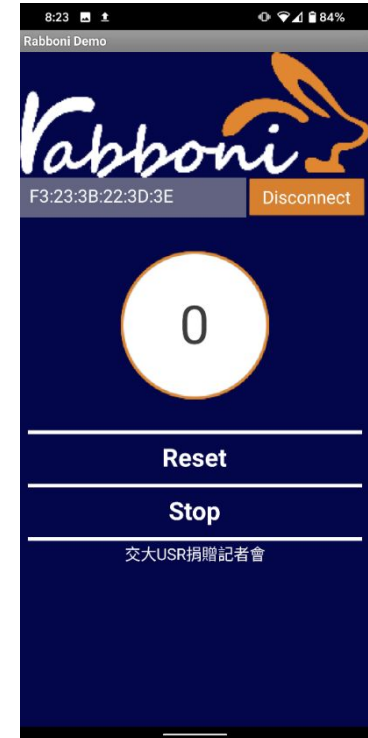 8:23 84%
Rabboni Demo
rabboni
F3:23:3B:22:3D:3E Disconnect
0
Reset
Stop
交大USR捐贈記者會